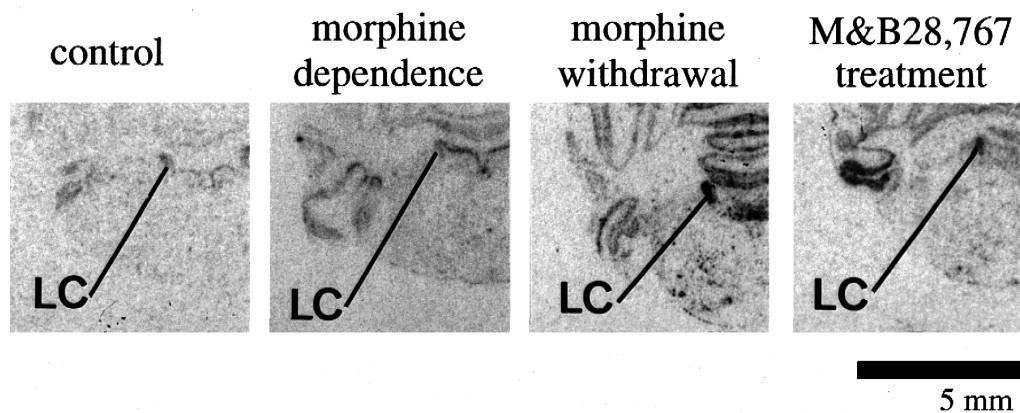 control
morphine
dependence
morphine
withdrawal
M&B28,767
treatment
LC
LC
LC
LC
5 mm